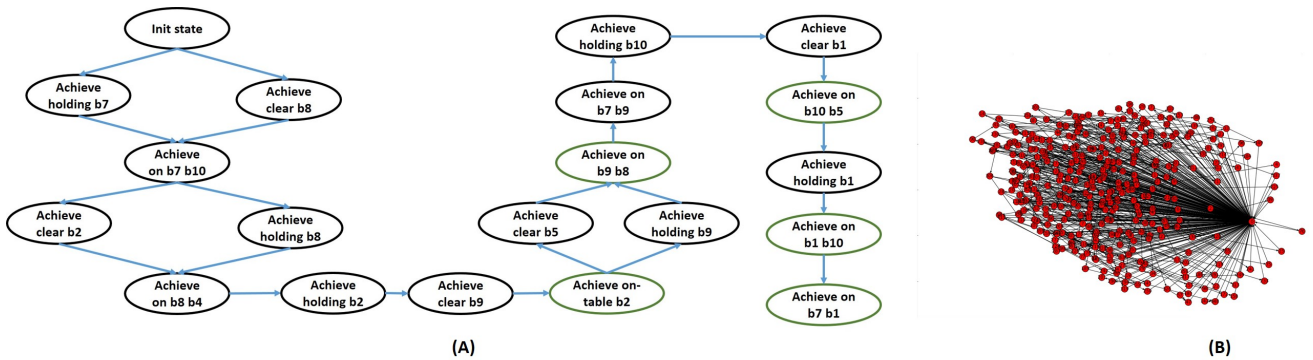 Init state
Achieve
holding b7
Achieve
clear b8
Achieve
on b7 b10
Achieve
clear b2
Achieve
holding b8
Achieve
on b8 b4
Achieve
holding b2
Achieve
clear b9
Achieve on-
table b2
Achieve
clear b5
Achieve
holding b9
Achieve on
b9 b8
Achieve on
b7 b9
Achieve
holding b10
Achieve
clear b1
Achieve on
b10 b5
Achieve
holding b1
Achieve on
b1 b10
Achieve on
b7 b1
(A)
(B)